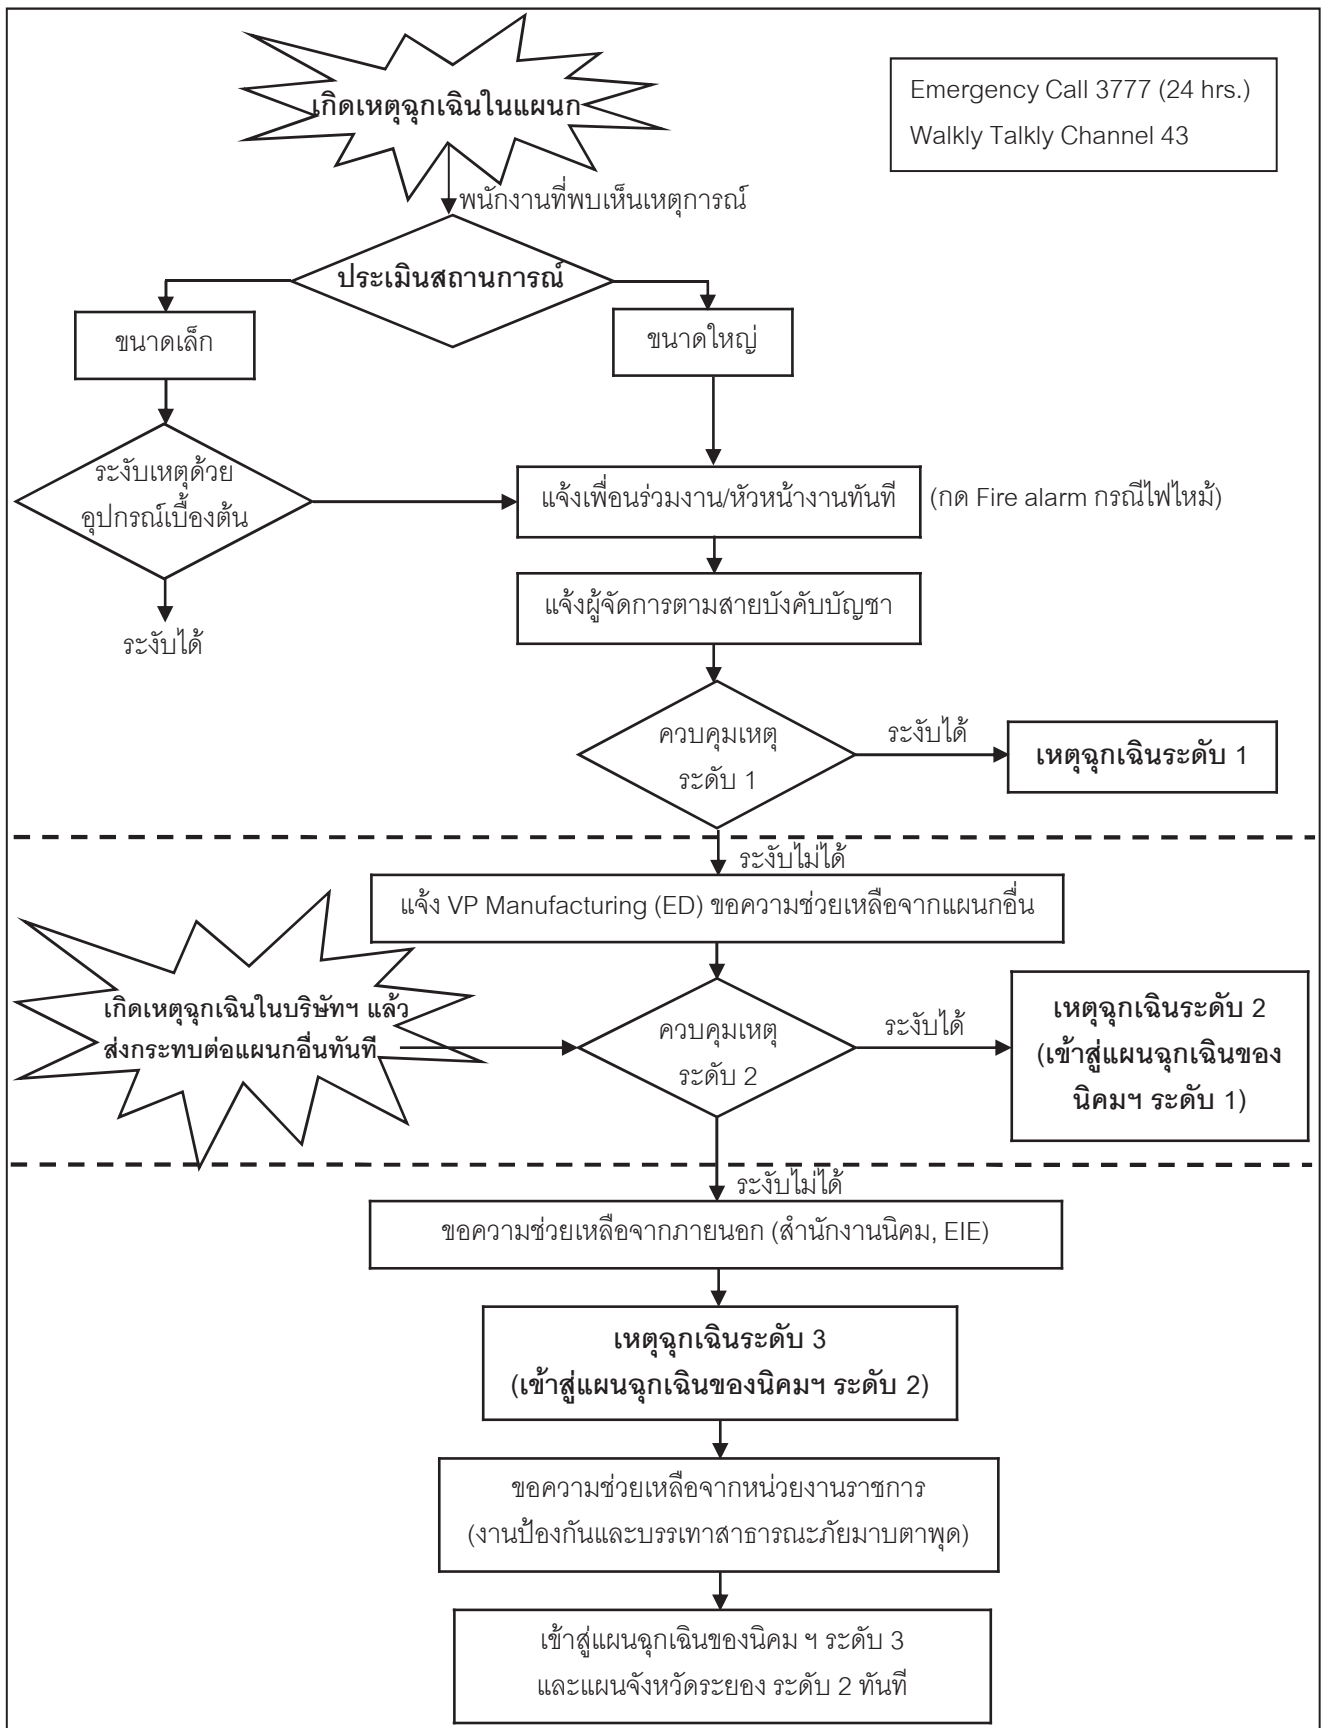 เกิดเหตุฉุกเฉินในแผนก
Emergency Call 3777 (24 hrs.)
Walkly Talkly Channel 43
พนักงานที่พบเห็นเหตุการณ์
ประเมินสถานการณ์
ขนาดเล็ก
ขนาดใหญ่
ระงับเหตุด้วย
อุปกรณ์เบื้องต้น
แจ้งเพื่อนร่วมงาน/หัวหน้างานทันที
(กด Fire alarm กรณีไฟไหม้)
แจ้งผู้จัดการตามสายบังคับบัญชา
ระงับได้
ควบคุมเหตุ
ระดับ 1
ระงับได้
เหตุฉุกเฉินระดับ 1
ระงับไม่ได้
แจ้ง VP Manufacturing (ED) ขอความช่วยเหลือจากแผนกอื่น
เกิดเหตุฉุกเฉินในบริษัทฯ แล้ว
ส่งกระทบต่อแผนกอื่นทันที
ควบคุมเหตุ
ระดับ 2
ระงับได้
เหตุฉุกเฉินระดับ 2
(เข้าสู่แผนฉุกเฉินของ
นิคมฯ ระดับ 1)
ระงับไม่ได้
ขอความช่วยเหลือจากภายนอก (สำนักงานนิคม, EIE)
เหตุฉุกเฉินระดับ 3
(เข้าสู่แผนฉุกเฉินของนิคมฯ ระดับ 2)
ขอความช่วยเหลือจากหน่วยงานราชการ
(งานป้องกันและบรรเทาสาธารณะภัยมาบตาพุด)
เข้าสู่แผนฉุกเฉินของนิคม ฯ ระดับ 3
และแผนจังหวัดระยอง ระดับ 2 ทันที